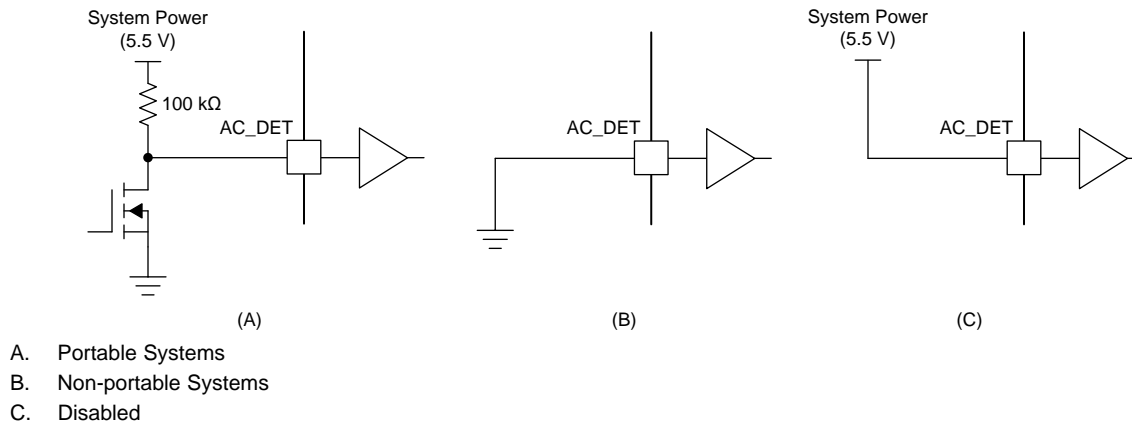 System Power
(5.5 V)
100 kΩ
AC_DET
(A)
AC_DET
(B)
System Power
(5.5 V)
AC_DET
(C)
A. Portable Systems
B. Non-portable Systems
C. Disabled